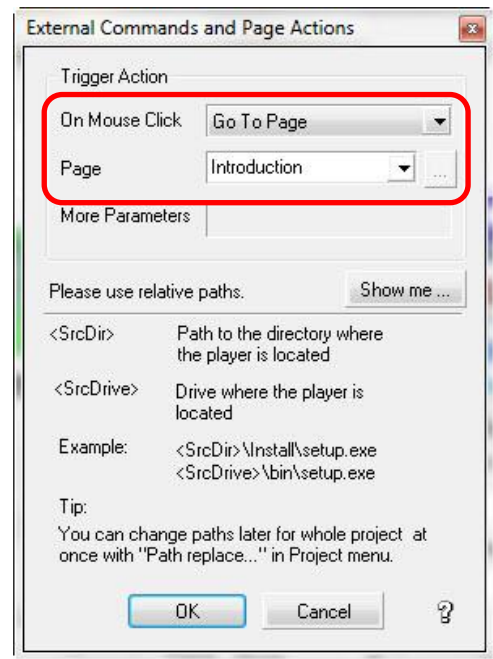 External Commands and Page Actions
Trigger Action
On Mouse Click Go To Page
Page Introduction ...
More Parameters
Please use relative paths. Show me ...
<SrcDir> Path to the directory where
the player is located
<SrcDrive> Drive where the player is
located
Example: <SrcDir>\Install\setup.exe
<SrcDrive>\bin\setup.exe
Tip:
You can change paths later for whole project at
once with "Path replace..." in Project menu.
OK Cancel ?